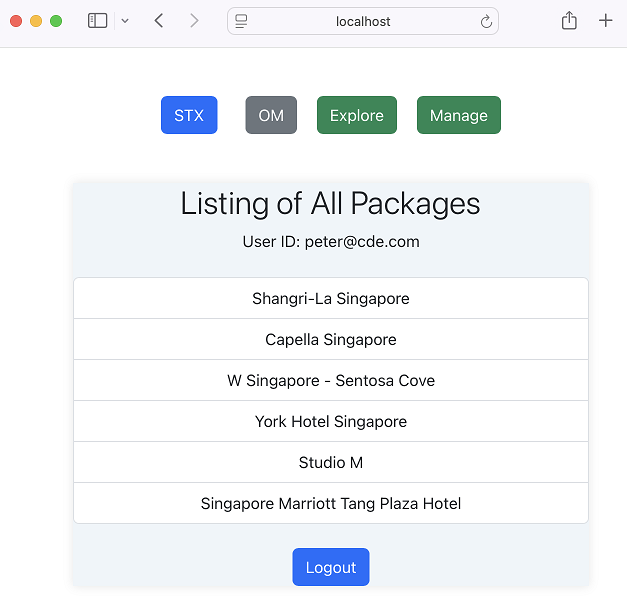 localhost
STX
OM
Explore
Manage
Listing of All Packages
User ID: peter@cde.com
Shangri-La Singapore
Capella Singapore
W Singapore - Sentosa Cove
York Hotel Singapore
Studio M
Singapore Marriott Tang Plaza Hotel
Logout